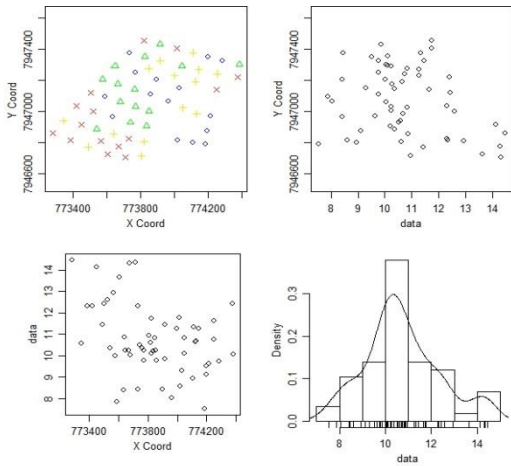 7947400
7947000
7946600
Y Coord
773400 773800 774200
X Coord
7947400
7947000
7946600
Y Coord
8 9 10 11 12 13 14
data
14
13
12
11
10
9
8
data
773400 773800 774200
X Coord
0.3
0.2
0.1
0.0
Density
8 10 12 14
data